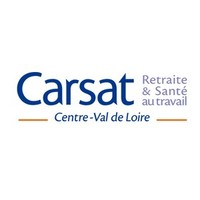 Carsat
Retraite
& Santé
au travail
Centre-Val de Loire